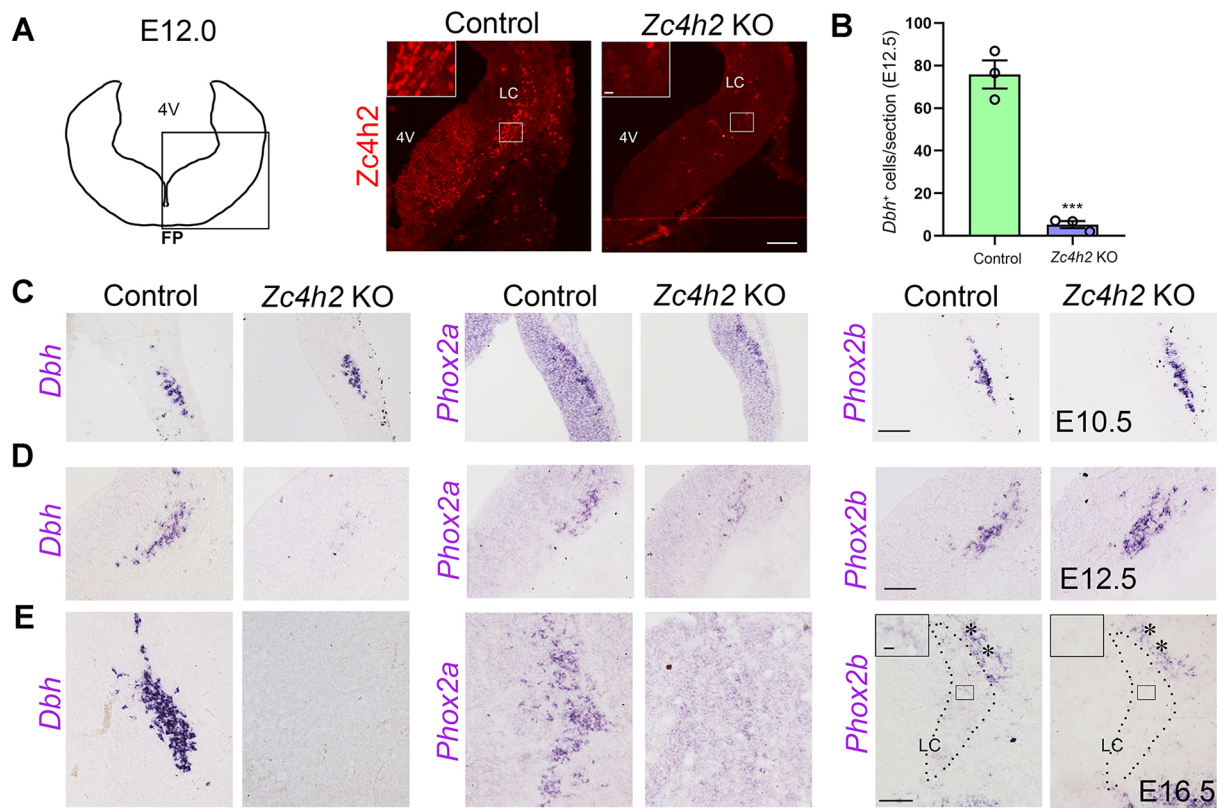 A
E12.0
4V
FP
Control
Zc4h2 KO
Zc4h2
LC
4V
LC
4V
B
Dbh+ cells/section (E12.5)
100
80
60
40
20
0
***
Control
Zc4h2 KO
C
Control
Zc4h2 KO
Control
Zc4h2 KO
Control
Zc4h2 KO
Dbh
Phox2a
Phox2b
E10.5
D
Dbh
Phox2a
Phox2b
E12.5
E
Dbh
Phox2a
Phox2b
*
*
LC
*
*
LC
E16.5